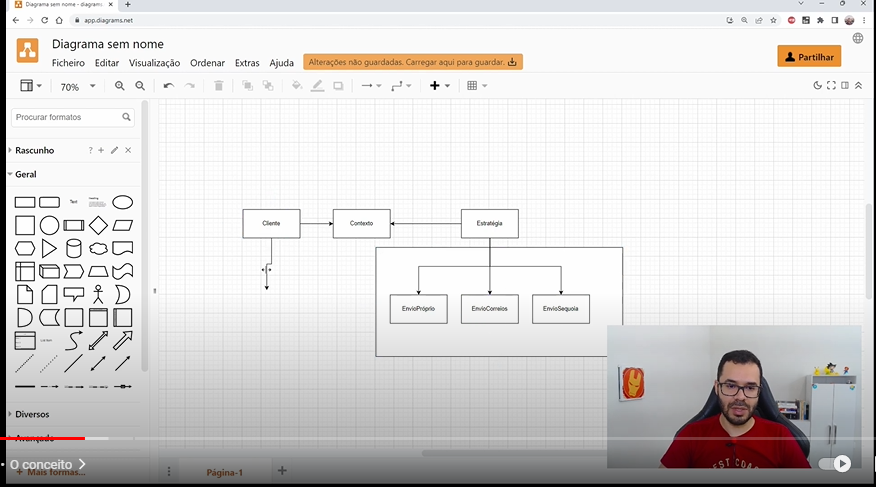 Diagrama sem nome - diagrams
app.diagrams.net
Diagrama sem nome
Ficheiro Editar Visualização Ordenar Extras Ajuda
Alterações não guardadas. Carregar aqui para guardar.
Partilhar
70%
Procurar formatos
Rascunho
Geral
Text
Heading
Cliente
Contexto
Estratégia
EnvioPróprio
EnvioCorreios
EnvioSequoia
Diversos
Avançado
• O conceito
+ Mais formas...
Página-1